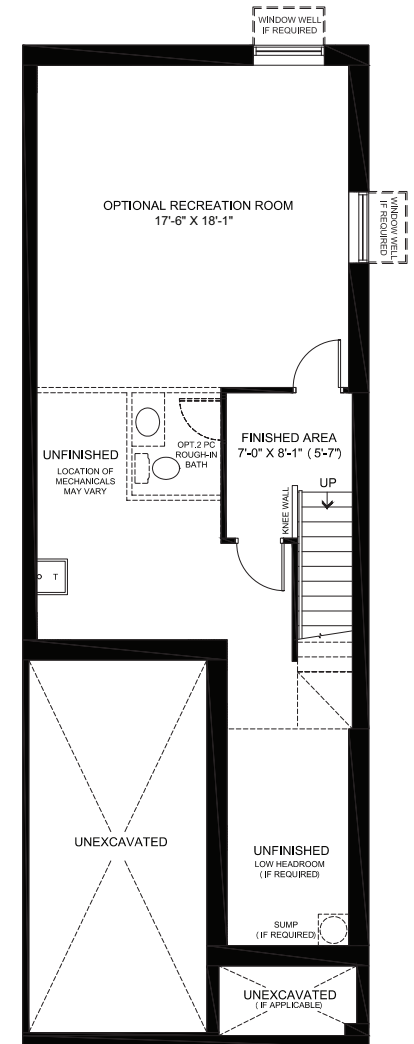 WINDOW WELL
IF REQUIRED
OPTIONAL RECREATION ROOM
17'-6" X 18'-1"
WINDOW WELL
IF REQUIRED
UNFINISHED
LOCATION OF
MECHANICALS
MAY VARY
OPT.2 PC
ROUGH-IN
BATH
FINISHED AREA
7'-0" X 8'-1" ( 5'-7")
KNEE WALL
UP
T
UNEXCAVATED
UNFINISHED
LOW HEADROOM
( IF REQUIRED)
SUMP
( IF REQUIRED)
UNEXCAVATED
( IF APPLICABLE)